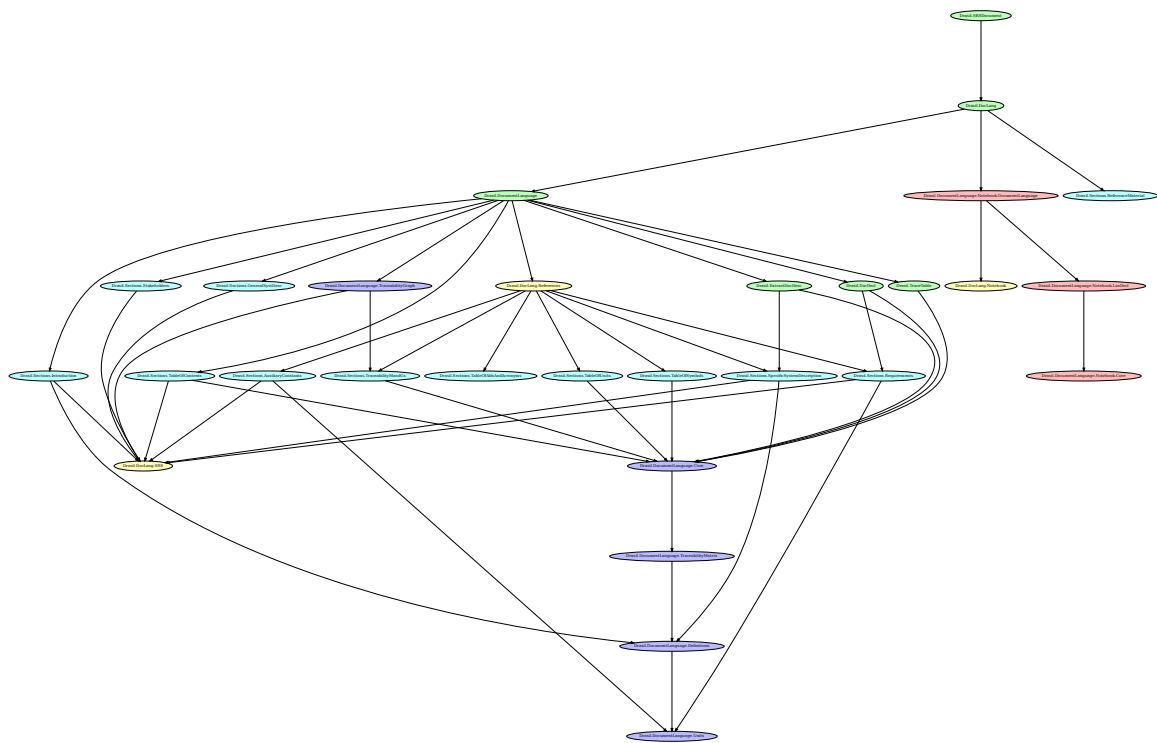 Drasil.SRSDocument
Drasil.DocLang
Drasil.DocumentLanguage
Drasil.DocumentLanguage.Notebook.DocumentLanguage
Drasil.Sections.ReferenceMaterial
Drasil.Sections.Stakeholders
Drasil.Sections.GeneralSystDesc
Drasil.DocumentLanguage.TraceabilityGraph
Drasil.DocLang.References
Drasil.ExtractDocDesc
Drasil.DocDecl
Drasil.TraceTable
Drasil.DocLang.Notebook
Drasil.DocumentLanguage.Notebook.LsnDecl
Drasil.Sections.Introduction
Drasil.Sections.TableOfContents
Drasil.Sections.AuxiliaryConstants
Drasil.Sections.TraceabilityMandGs
Drasil.Sections.TableOfAbbAndAcronyms
Drasil.Sections.TableOfUnits
Drasil.Sections.TableOfSymbols
Drasil.Sections.SpecificSystemDescription
Drasil.Sections.Requirements
Drasil.DocumentLanguage.Notebook.Core
Drasil.DocLang.SRS
Drasil.DocumentLanguage.Core
Drasil.DocumentLanguage.TraceabilityMatrix
Drasil.DocumentLanguage.Definitions
Drasil.DocumentLanguage.Units